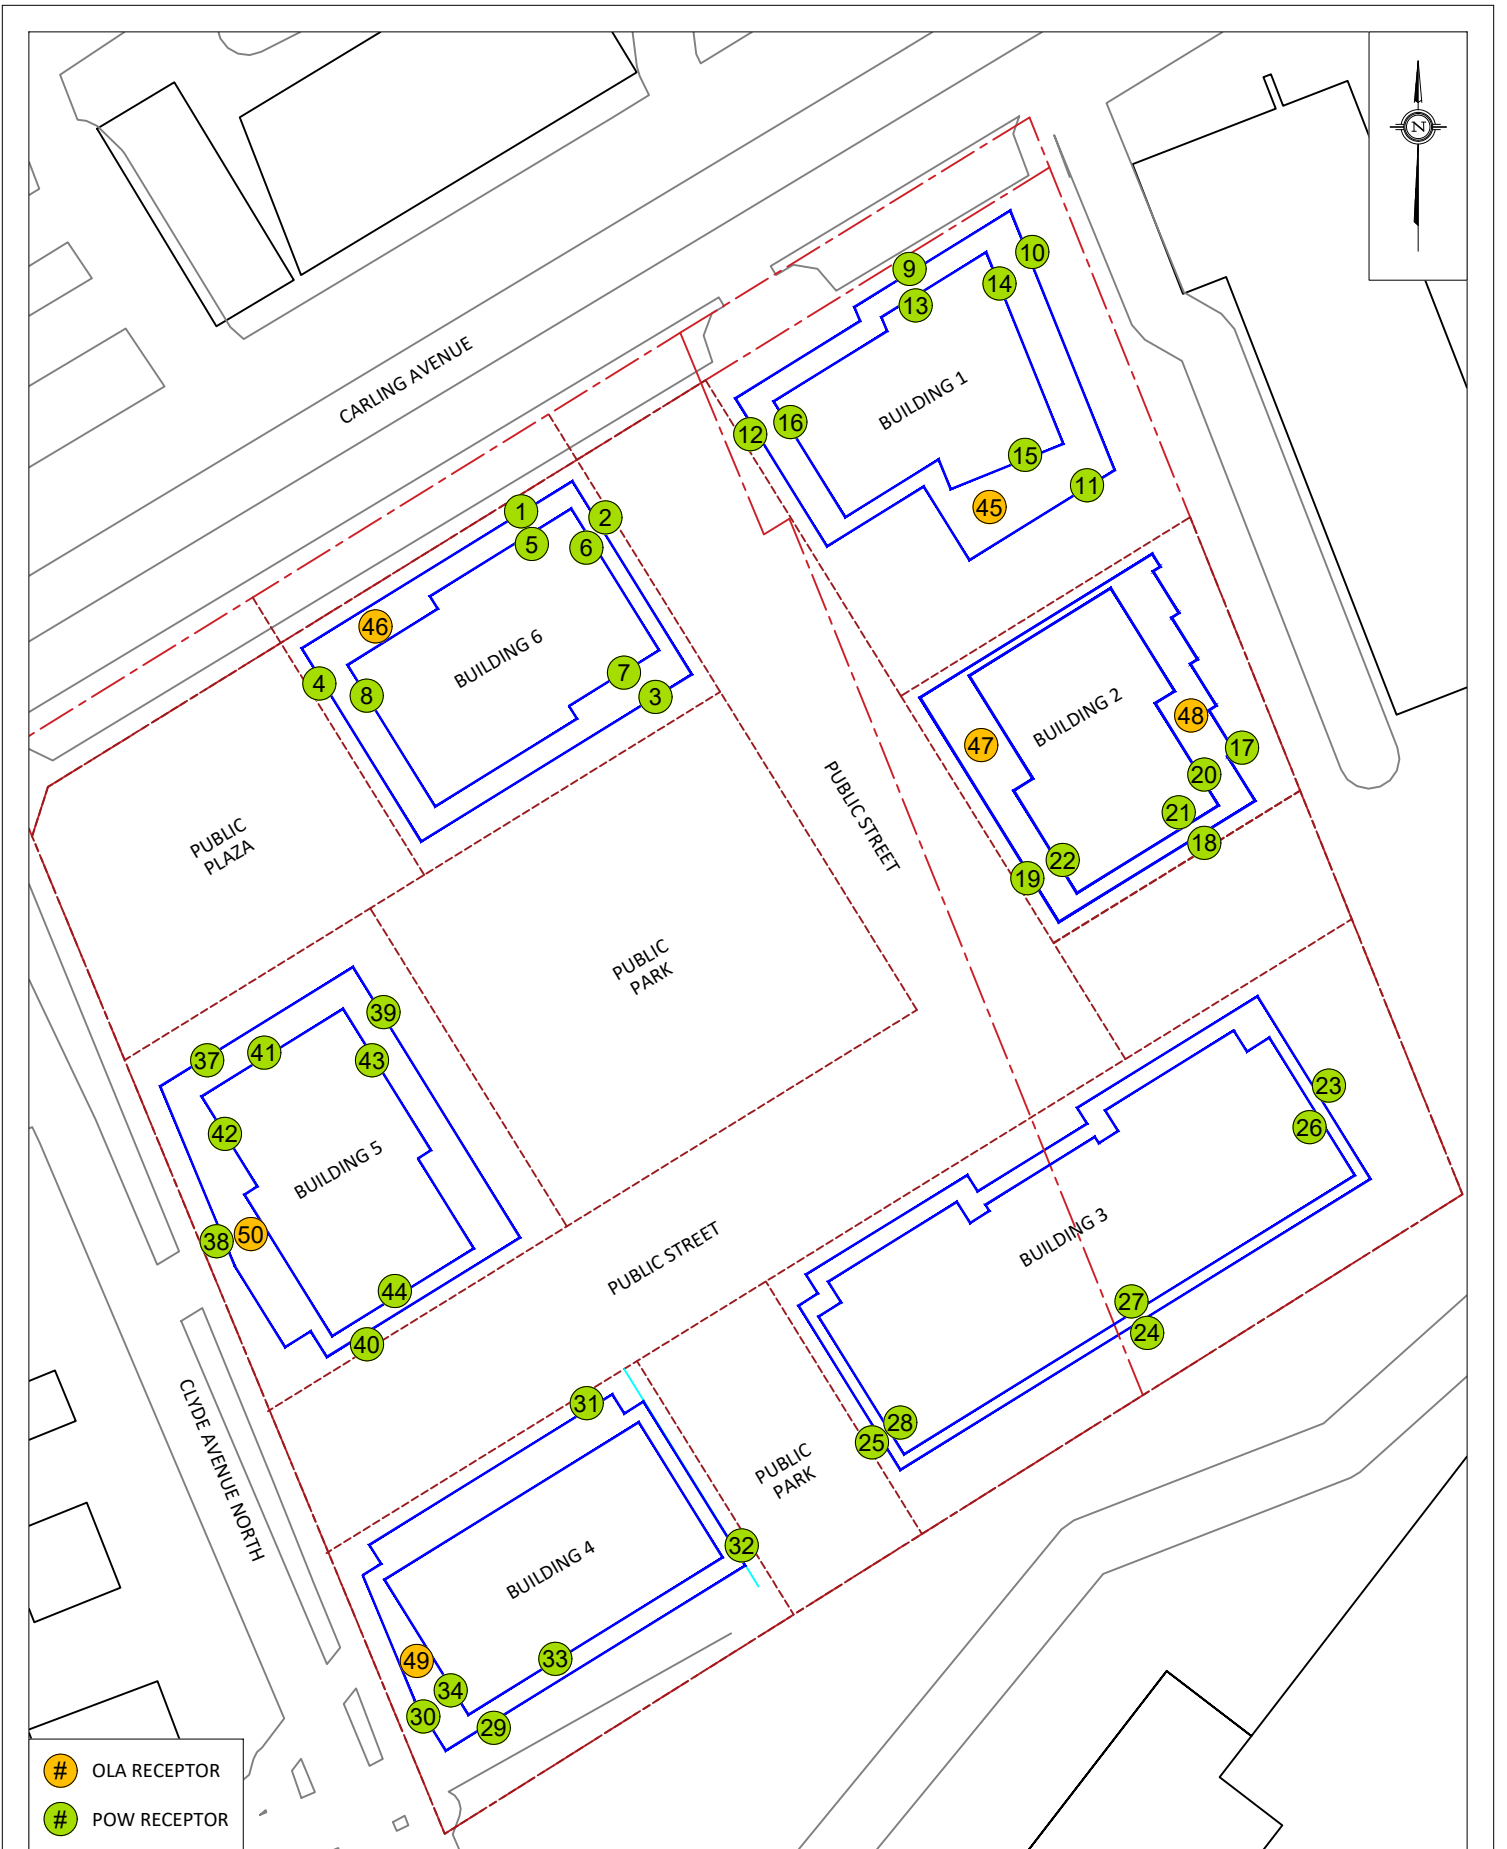 N
9
10
14
13
CARLING AVENUE
BUILDING 1
16
12
15
11
45
1
2
5
6
46
BUILDING 6
7
4
8
3
BUILDING 2
48
47
17
PUBLIC STREET
20
21
18
PUBLIC
PLAZA
22
19
PUBLIC
PARK
39
37
41
43
23
42
26
BUILDING 5
38
50
PUBLIC STREET
BUILDING 3
44
27
24
40
31
28
25
CLYDE AVENUE NORTH
PUBLIC
PARK
32
BUILDING 4
49
33
34
30
29
# OLA RECEPTOR
# POW RECEPTOR